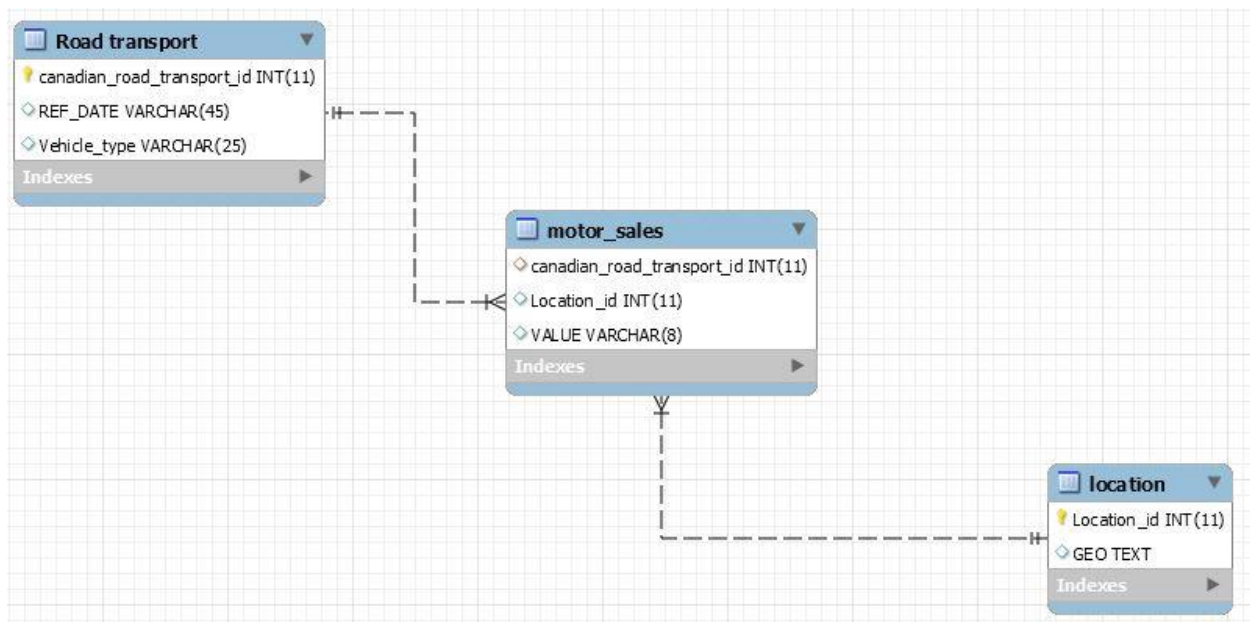 Road transport
canadian_road_transport_id INT(11)
REF_DATE VARCHAR(45)
Vehicle_type VARCHAR(25)
Indexes
motor_sales
canadian_road_transport_id INT(11)
Location_id INT(11)
VALUE VARCHAR(8)
Indexes
location
Location_id INT(11)
GEO TEXT
Indexes